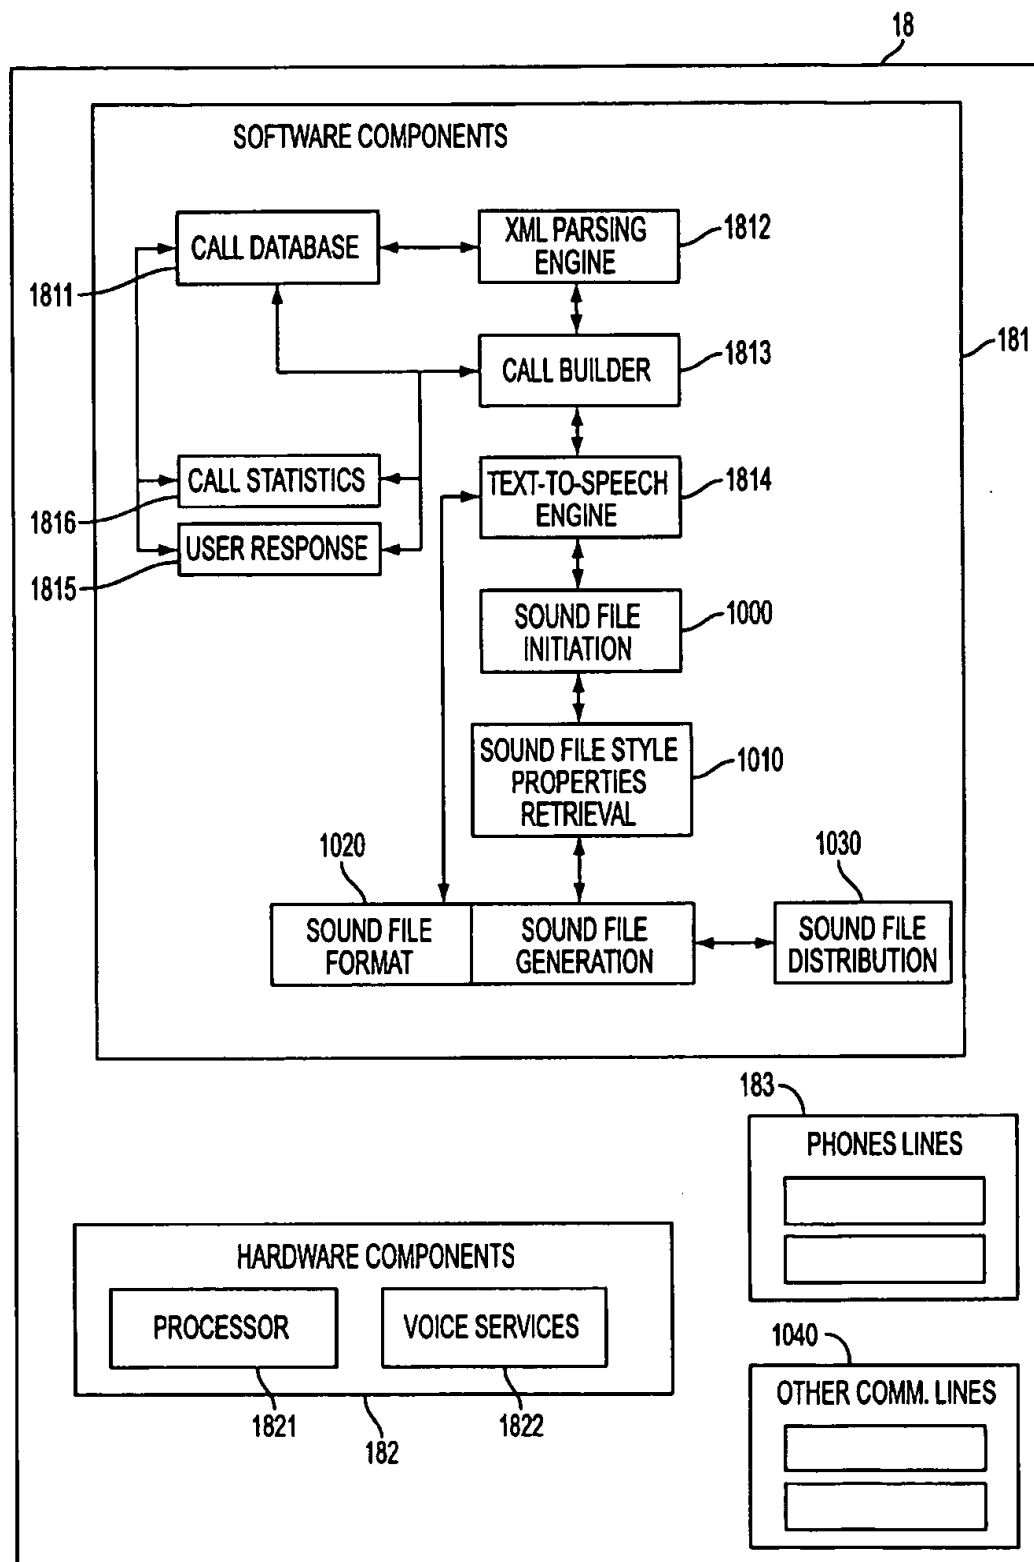 18
SOFTWARE COMPONENTS
CALL DATABASE
1811
XML PARSING
ENGINE
1812
CALL BUILDER
1813
181
CALL STATISTICS
1816
USER RESPONSE
1815
TEXT-TO-SPEECH
ENGINE
1814
SOUND FILE
INITIATION
1000
SOUND FILE STYLE
PROPERTIES
RETRIEVAL
1010
1020
SOUND FILE
FORMAT
SOUND FILE
GENERATION
1030
SOUND FILE
DISTRIBUTION
183
PHONES LINES
HARDWARE COMPONENTS
PROCESSOR
VOICE SERVICES
1821
182
1822
1040
OTHER COMM. LINES